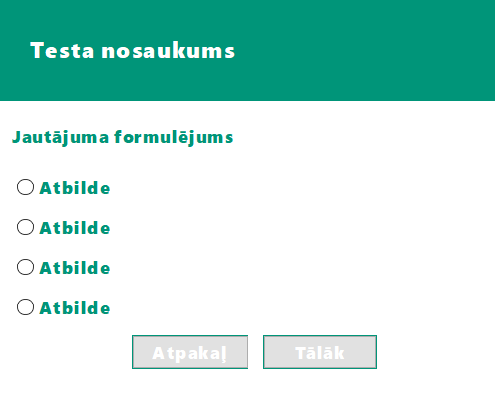 Testa nosaukums
Jautājuma formulējums
Atbilde
Atbilde
Atbilde
Atbilde
Atpakaļ Tālāk